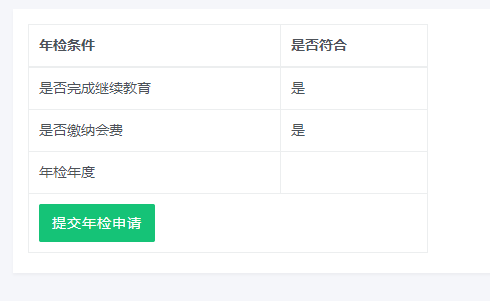 年检条件 是否符合
是否完成继续教育 是
是否缴纳会费 是
年检年度
提交年检申请